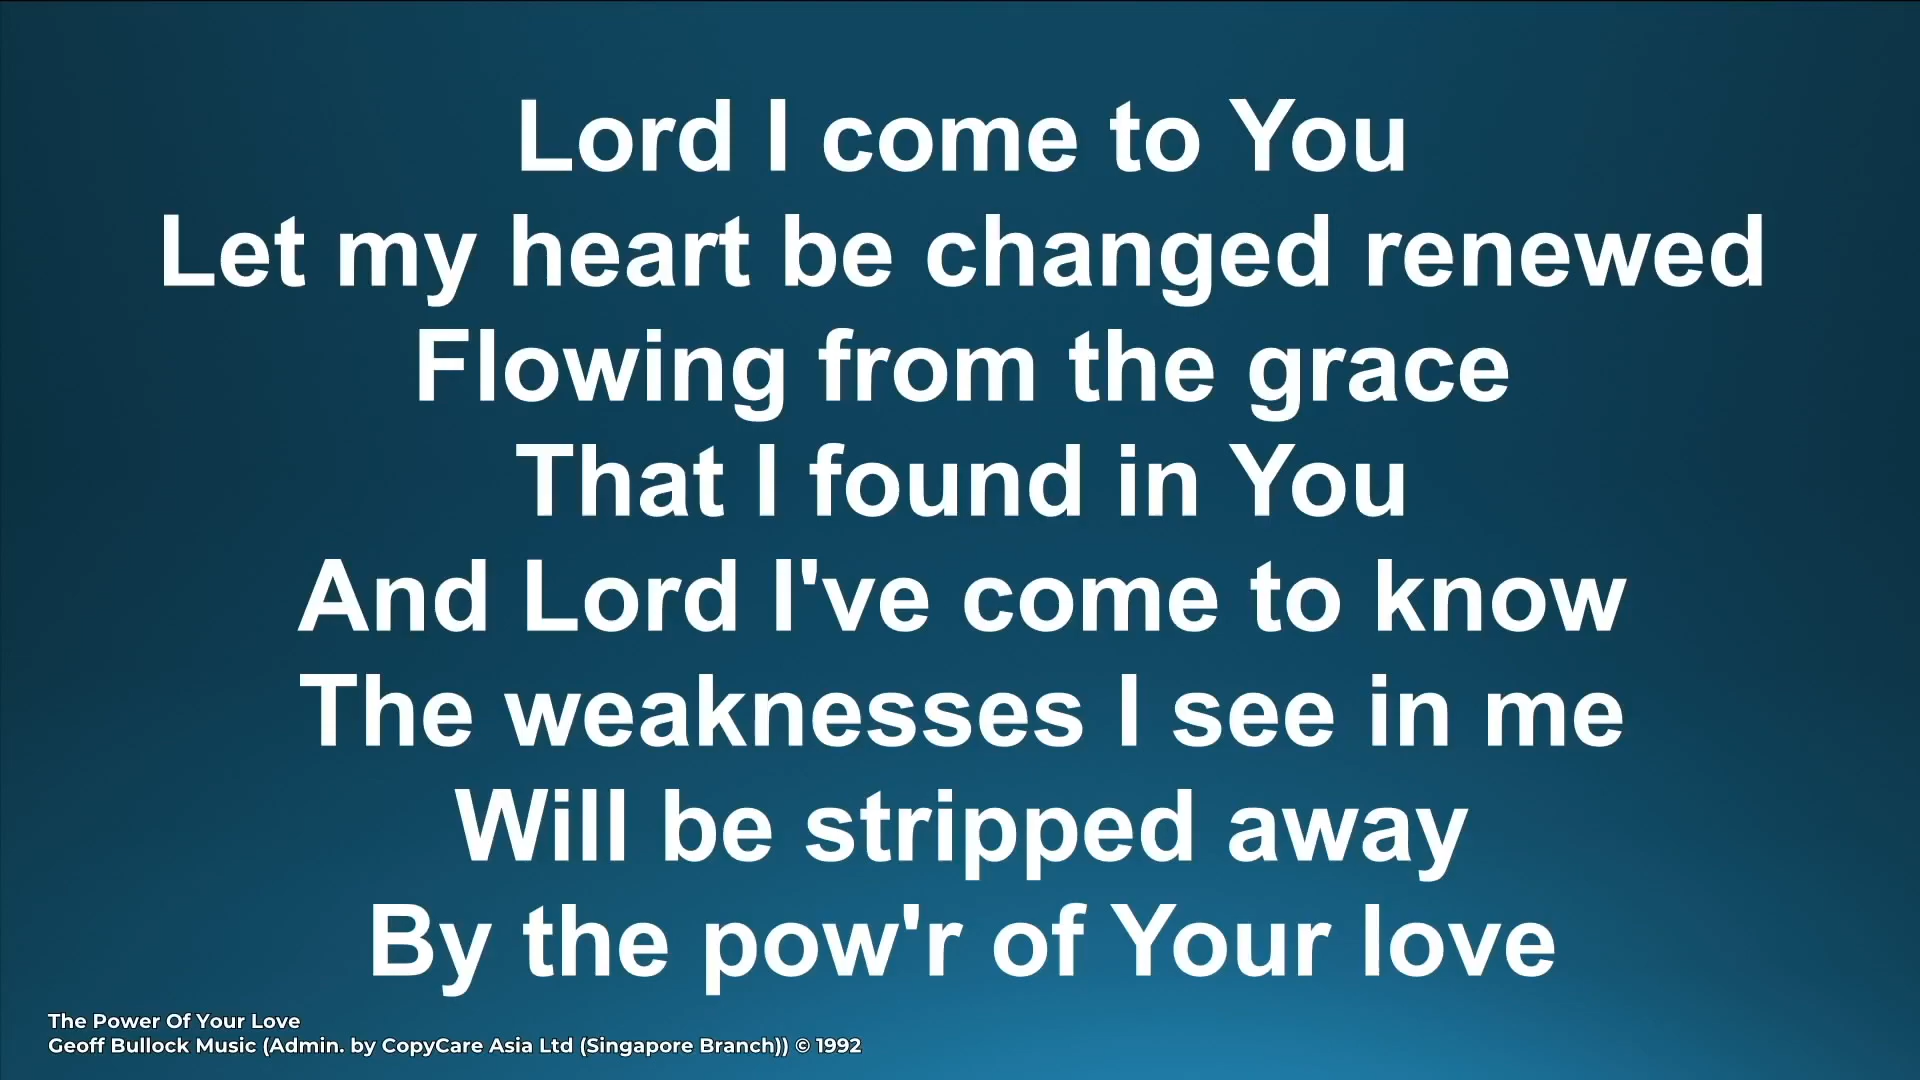 Lord I come to You
Let my heart be changed renewed
Flowing from the grace
That I found in You
And Lord I've come to know
The weaknesses I see in me
Will be stripped away
By the pow'r of Your love
The Power Of Your Love
Geoff Bullock Music (Admin. by CopyCare Asia Ltd (Singapore Branch)) © 1992